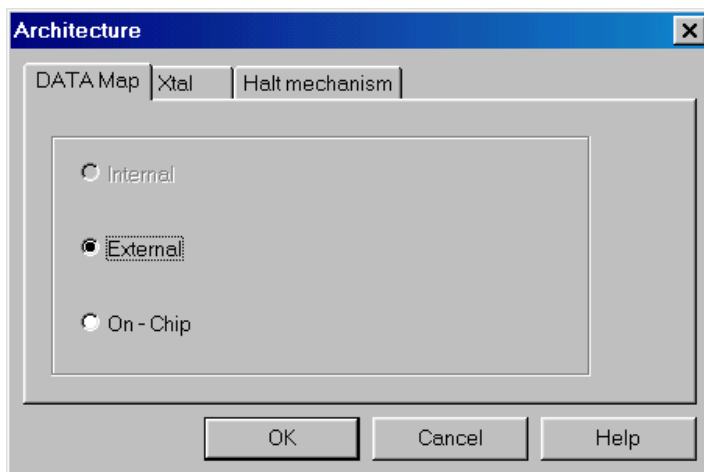 Architecture
DATA Map Xtal Halt mechanism
Internal
External
On - Chip
OK Cancel Help